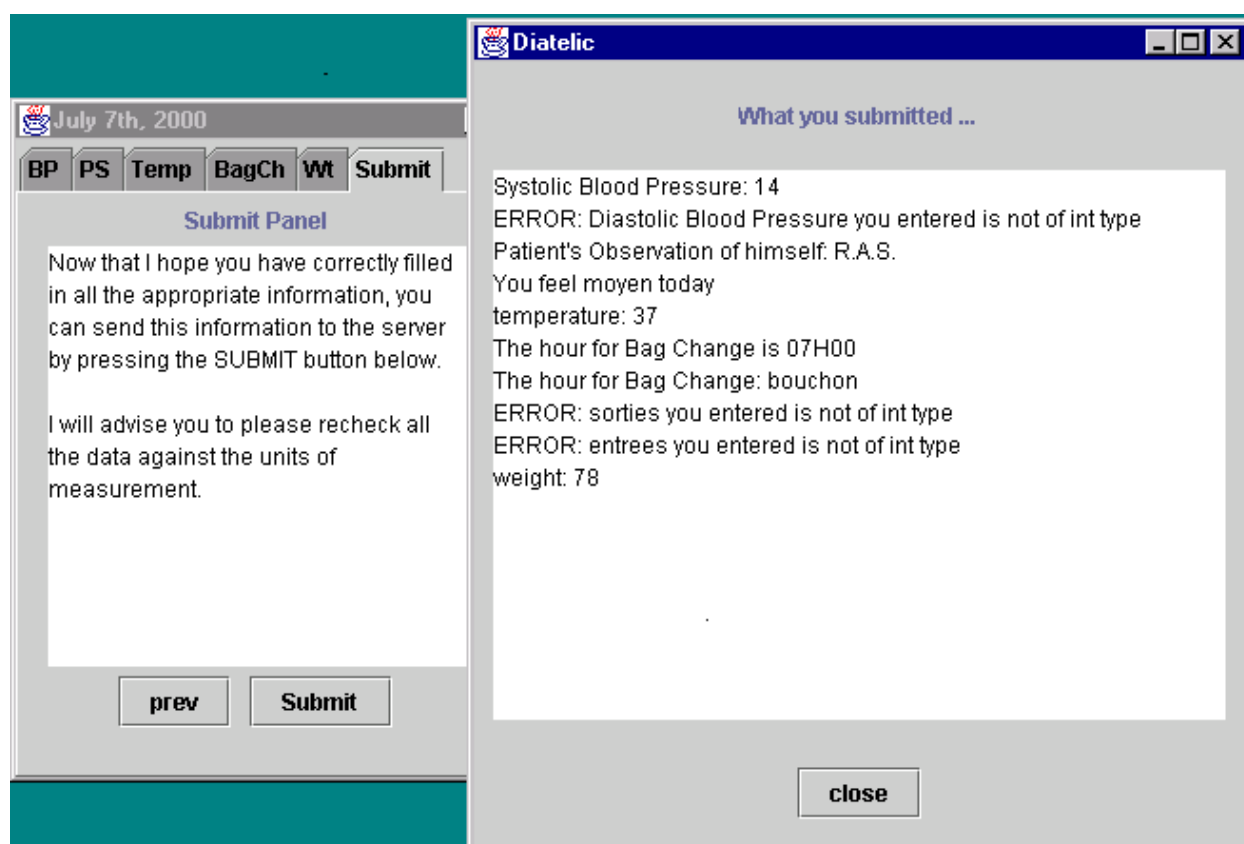 July 7th, 2000
BP PS Temp BagCh Wt Submit
Submit Panel
Now that I hope you have correctly filled
in all the appropriate information, you
can send this information to the server
by pressing the SUBMIT button below.
I will advise you to please recheck all
the data against the units of
measurement.
prev Submit
Diatelic
What you submitted ...
Systolic Blood Pressure: 14
ERROR: Diastolic Blood Pressure you entered is not of int type
Patient's Observation of himself: R.A.S.
You feel moyen today
temperature: 37
The hour for Bag Change is 07H00
The hour for Bag Change: bouchon
ERROR: sorties you entered is not of int type
ERROR: entrees you entered is not of int type
weight: 78
close